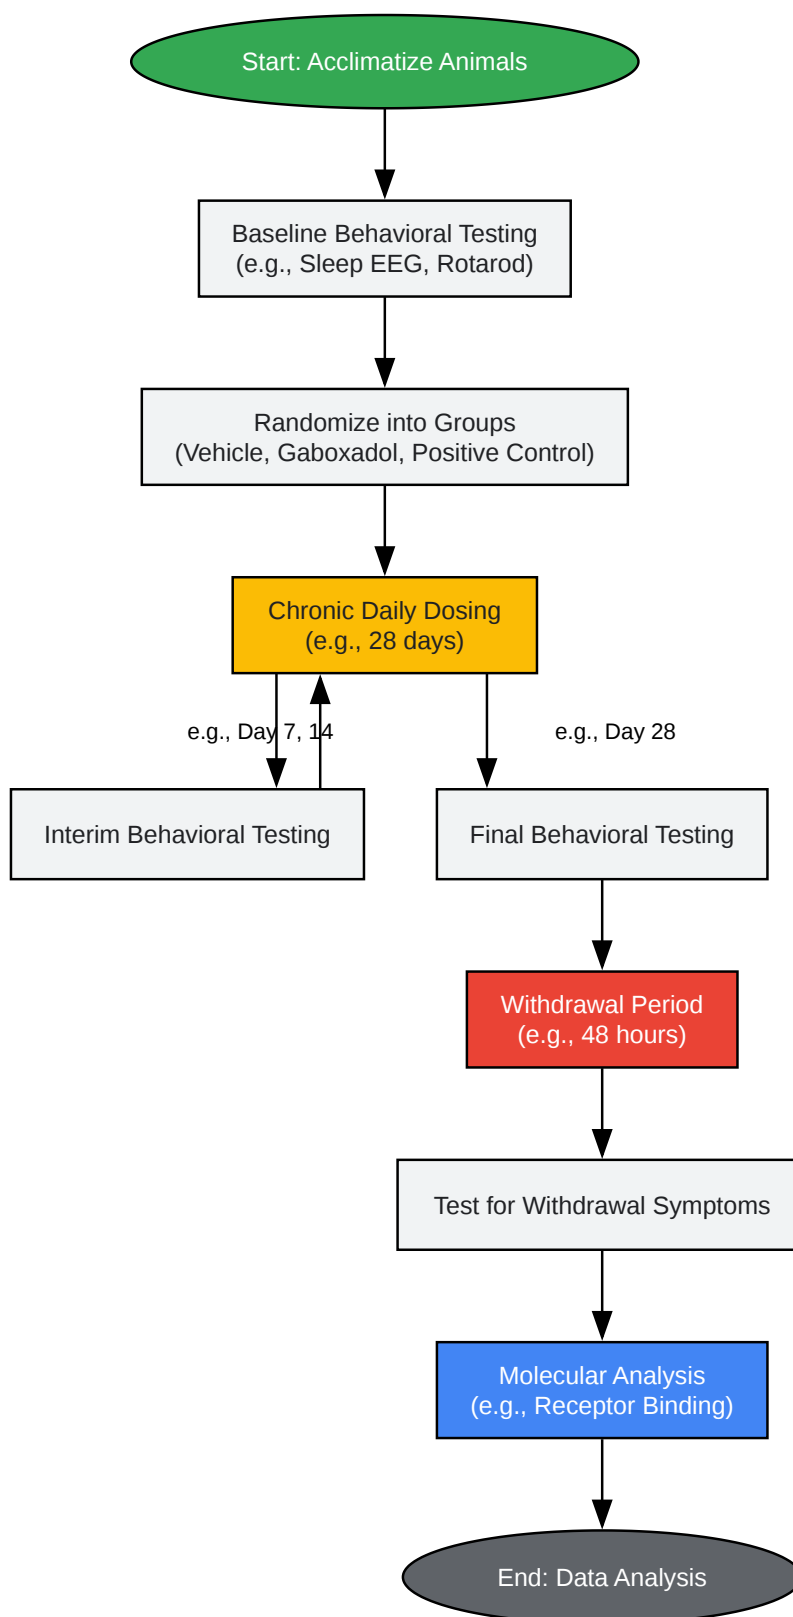 Start: Acclimatize Animals
Baseline Behavioral Testing
(e.g., Sleep EEG, Rotarod)
Randomize into Groups
(Vehicle, Gaboxadol, Positive Control)
Chronic Daily Dosing
(e.g., 28 days)
e.g., Day 7, 14
e.g., Day 28
Interim Behavioral Testing
Final Behavioral Testing
Withdrawal Period
(e.g., 48 hours)
Test for Withdrawal Symptoms
Molecular Analysis
(e.g., Receptor Binding)
End: Data Analysis